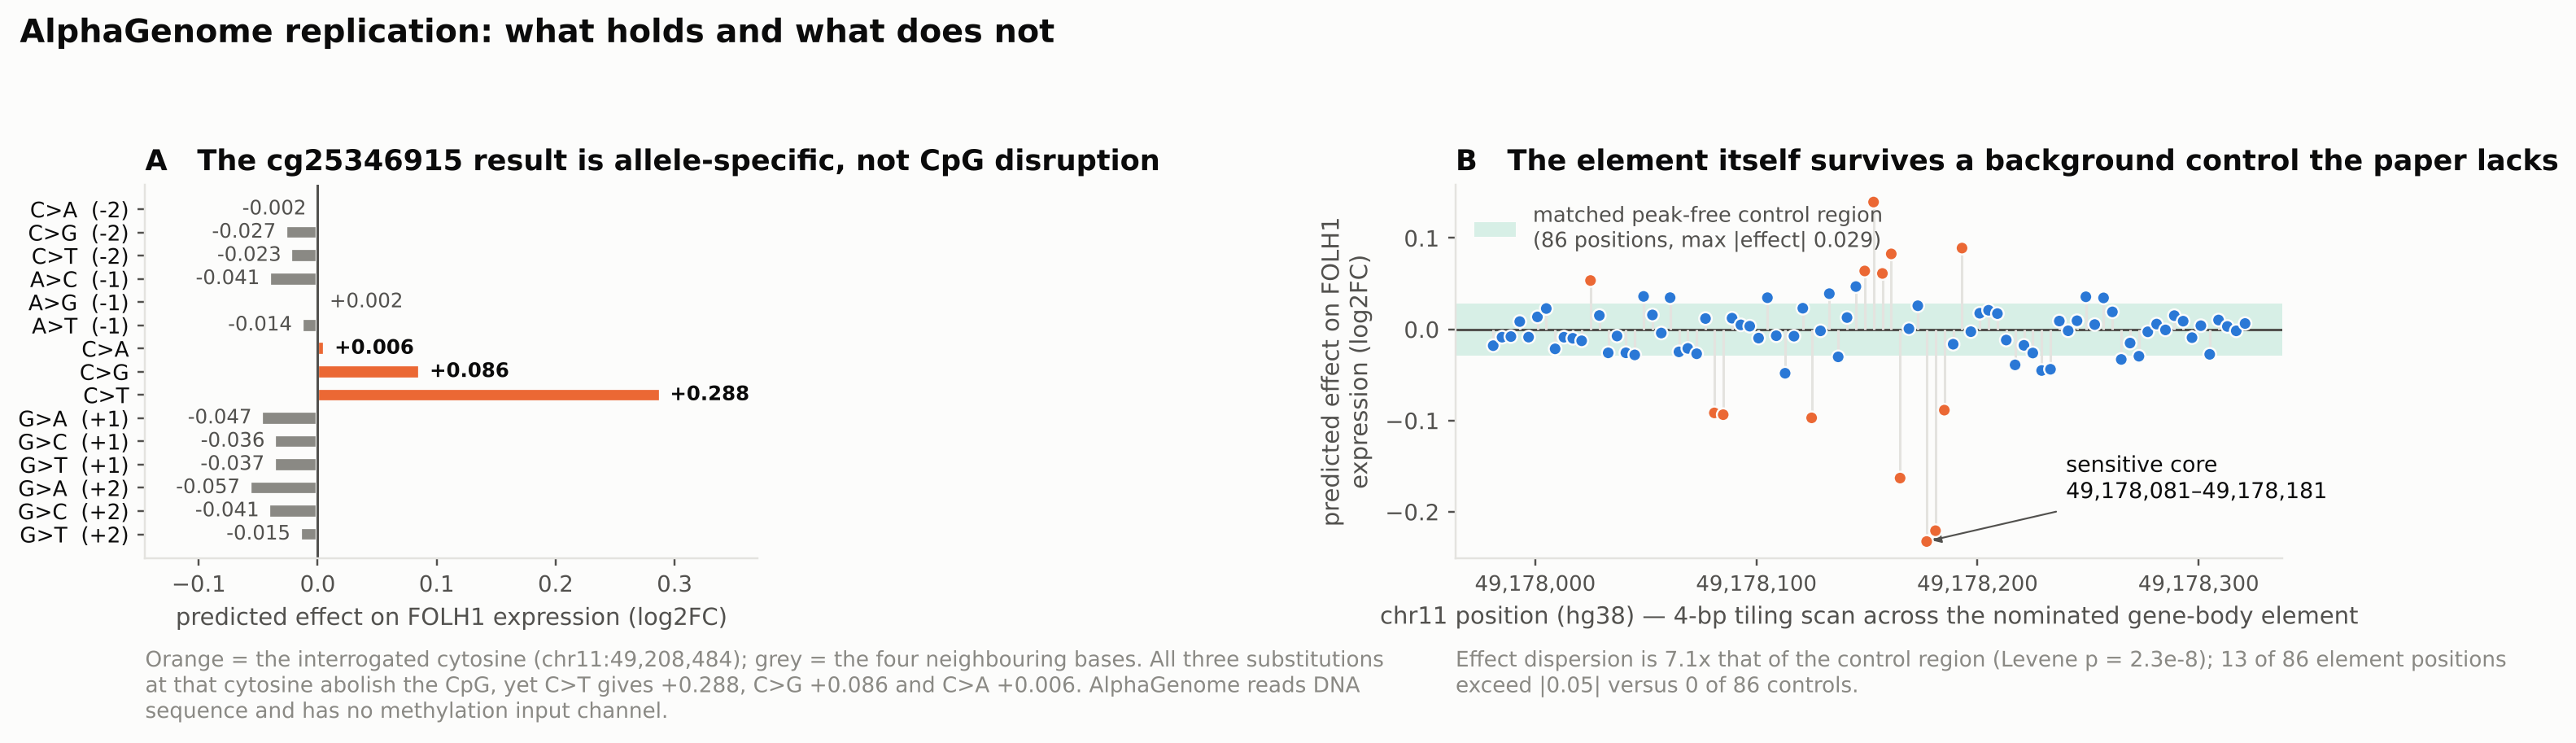 AlphaGenome replication: what holds and what does not
A The cg25346915 result is allele-specific, not CpG disruption
C>A (-2) -0.002
C>G (-2) -0.027
C>T (-2) -0.023
A>C (-1) -0.041
A>G (-1) +0.002
A>T (-1) -0.014
C>A +0.006
C>G +0.086
C>T +0.288
G>A (+1) -0.047
G>C (+1) -0.036
G>T (+1) -0.037
G>A (+2) -0.057
G>C (+2) -0.041
G>T (+2) -0.015
−0.1 0.0 0.1 0.2 0.3
predicted effect on FOLH1 expression (log2FC)
Orange = the interrogated cytosine (chr11:49,208,484); grey = the four neighbouring bases. All three substitutions
at that cytosine abolish the CpG, yet C>T gives +0.288, C>G +0.086 and C>A +0.006. AlphaGenome reads DNA
sequence and has no methylation input channel.
B The element itself survives a background control the paper lacks
predicted effect on FOLH1
expression (log2FC)
0.1
0.0
−0.1
−0.2
matched peak-free control region
(86 positions, max |effect| 0.029)
sensitive core
49,178,081–49,178,181
49,178,000 49,178,100 49,178,200 49,178,300
chr11 position (hg38) — 4-bp tiling scan across the nominated gene-body element
Effect dispersion is 7.1x that of the control region (Levene p = 2.3e-8); 13 of 86 element positions
exceed |0.05| versus 0 of 86 controls.